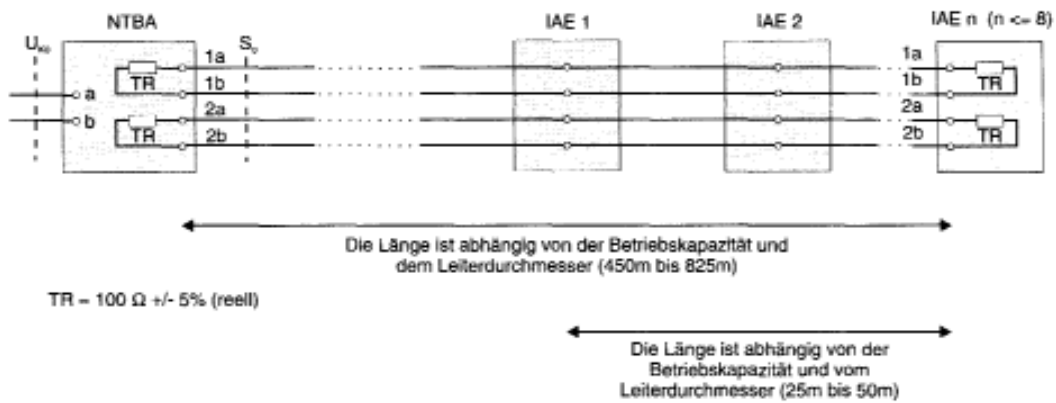 NTBA
IAE 1
IAE 2
IAE n (n <= 8)
U
S
1a
1b
2a
2b
a
b
TR
TR
1a
1b
2a
2b
TR
TR
Die Länge ist abhängig von der Betriebskapazität und
dem Leiterdurchmesser (450m bis 825m)
TR = 100 Ω +/- 5% (reell)
Die Länge ist abhängig von der
Betriebskapazität und vom
Leiterdurchmesser (25m bis 50m)